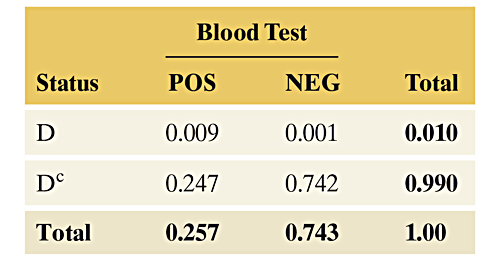 Blood Test
Status POS NEG Total
D 0.009 0.001 0.010
Dᶜ 0.247 0.742 0.990
Total 0.257 0.743 1.00